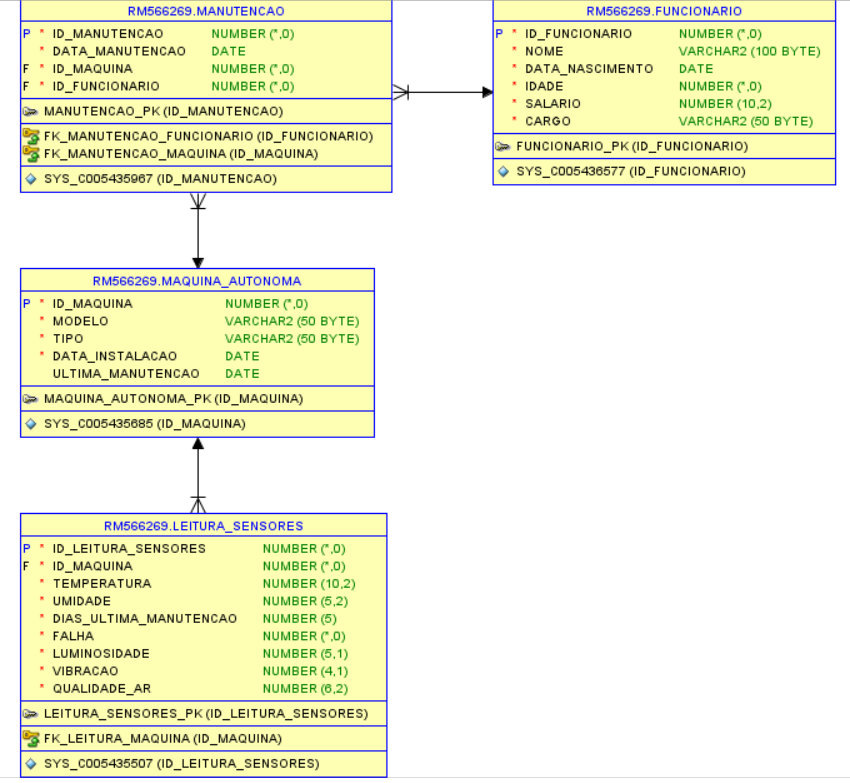 RM566269.MANUTENCAO
P * ID_MANUTENCAO NUMBER (*,0)
* DATA_MANUTENCAO DATE
F * ID_MAQUINA NUMBER (*,0)
F * ID_FUNCIONARIO NUMBER (*,0)
MANUTENCAO_PK (ID_MANUTENCAO)
FK_MANUTENCAO_FUNCIONARIO (ID_FUNCIONARIO)
FK_MANUTENCAO_MAQUINA (ID_MAQUINA)
SYS_C005435967 (ID_MANUTENCAO)
RM566269.FUNCIONARIO
P * ID_FUNCIONARIO NUMBER (*,0)
* NOME VARCHAR2 (100 BYTE)
* DATA_NASCIMENTO DATE
* IDADE NUMBER (*,0)
* SALARIO NUMBER (10,2)
* CARGO VARCHAR2 (50 BYTE)
FUNCIONARIO_PK (ID_FUNCIONARIO)
SYS_C005436577 (ID_FUNCIONARIO)
RM566269.MAQUINA_AUTONOMA
P * ID_MAQUINA NUMBER (*,0)
* MODELO VARCHAR2 (50 BYTE)
* TIPO VARCHAR2 (50 BYTE)
* DATA_INSTALACAO DATE
ULTIMA_MANUTENCAO DATE
MAQUINA_AUTONOMA_PK (ID_MAQUINA)
SYS_C005435685 (ID_MAQUINA)
RM566269.LEITURA_SENSORES
P * ID_LEITURA_SENSORES NUMBER (*,0)
F * ID_MAQUINA NUMBER (*,0)
* TEMPERATURA NUMBER (10,2)
* UMIDADE NUMBER (5,2)
* DIAS_ULTIMA_MANUTENCAO NUMBER (5)
* FALHA NUMBER (*,0)
* LUMINOSIDADE NUMBER (5,1)
* VIBRACAO NUMBER (4,1)
* QUALIDADE_AR NUMBER (6,2)
LEITURA_SENSORES_PK (ID_LEITURA_SENSORES)
FK_LEITURA_MAQUINA (ID_MAQUINA)
SYS_C005435507 (ID_LEITURA_SENSORES)